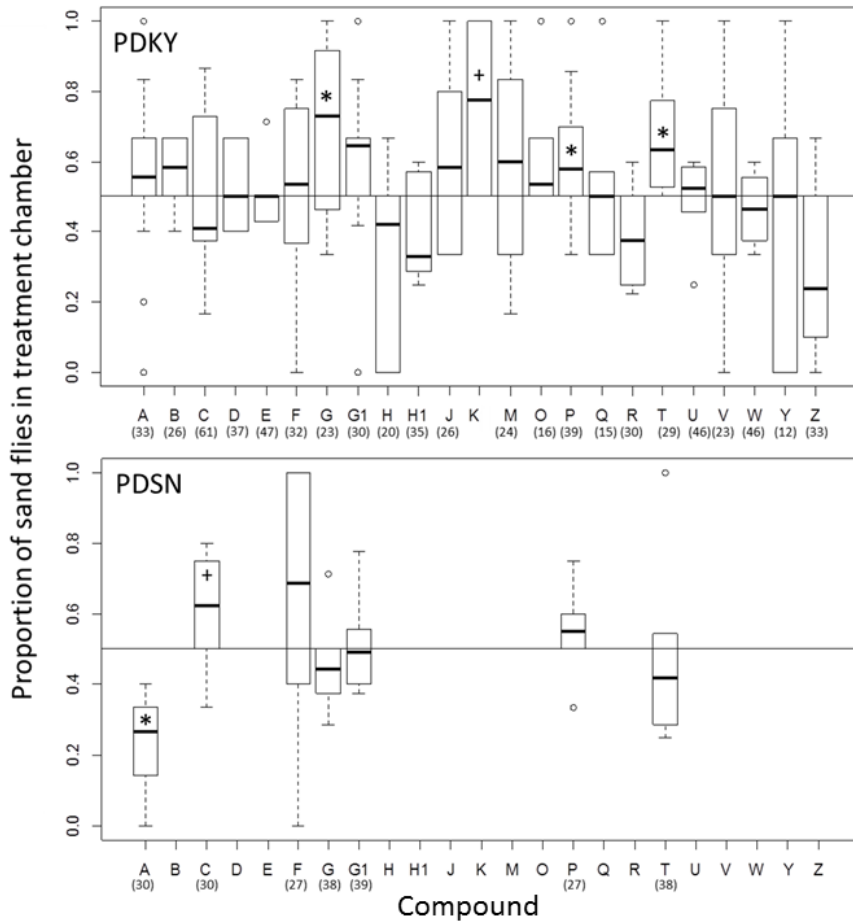 Proportion of sand flies in treatment chamber
PDKY
1.0
0.8
0.6
0.4
0.2
0.0
* + * *
A B C D E F G G1 H H1 J K M O P Q R T U V W Y Z
(33) (26) (61) (37) (47) (32) (23) (30) (20) (35) (26) (24) (16) (39) (15) (30) (29) (46) (23) (46) (12) (33)
PDSN
1.0
0.8
0.6
0.4
0.2
0.0
* +
A B C D E F G G1 H H1 J K M O P Q R T U V W Y Z
(30) (30) (27) (38) (39) (27) (38)
Compound